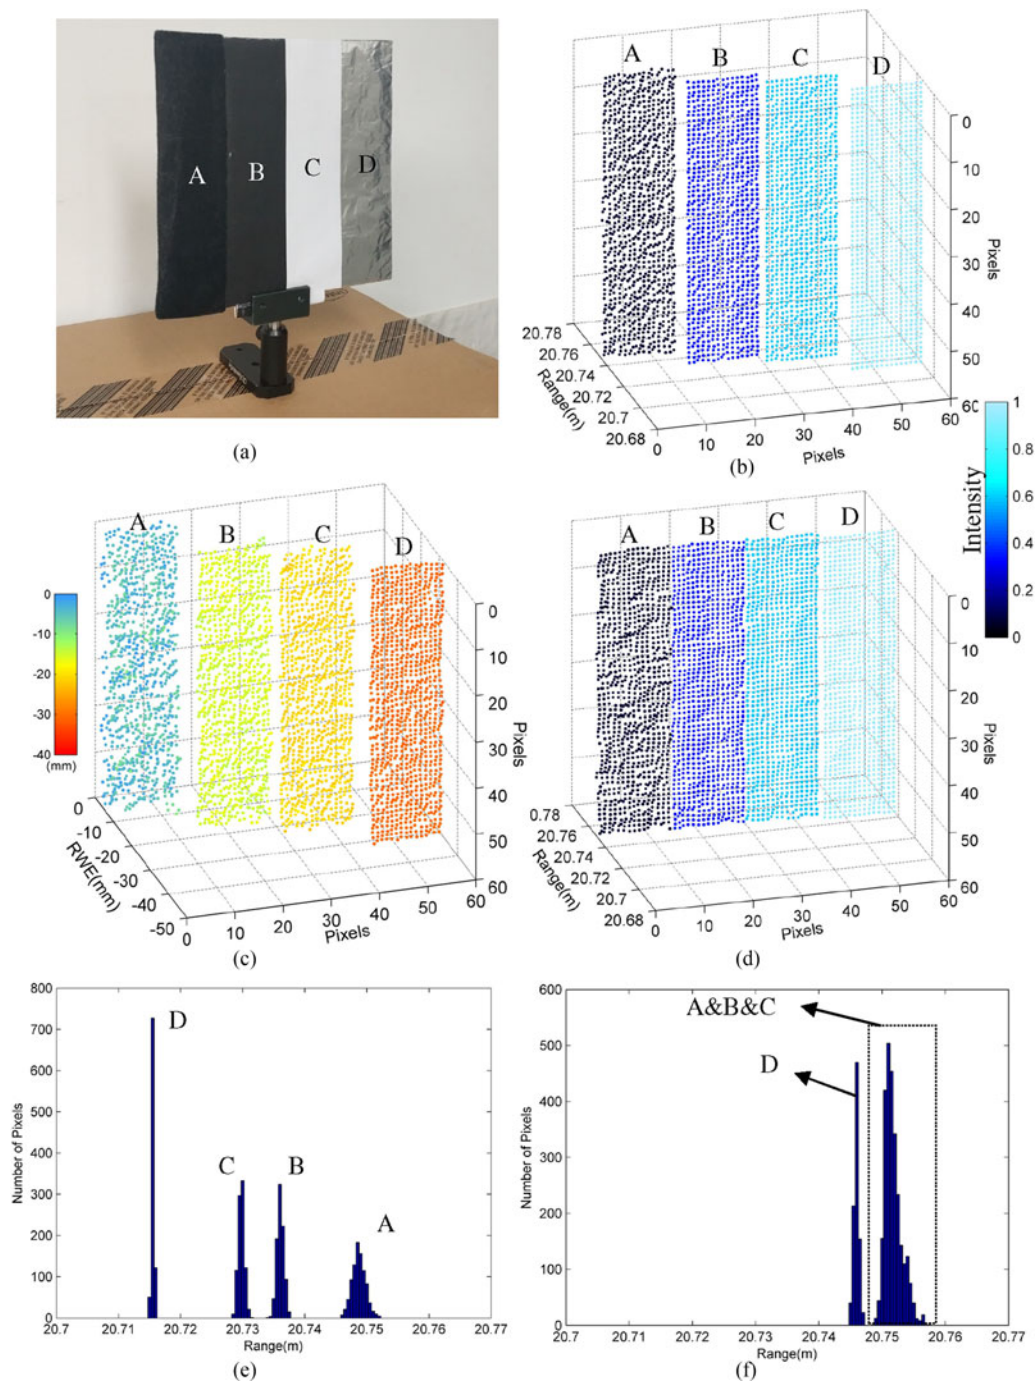 A
B
C
D
(a)
A
B
C
D
0
10
20
30
40
50
60
Pixels
20.78
20.76
20.74
20.72
20.7
20.68
Range(m)
0
10
20
30
40
50
60
Pixels
(b)
1
0.8
0.6
0.4
0.2
0
Intensity
A
B
C
D
0
-10
-20
-30
-40
(mm)
0
10
20
30
40
50
60
Pixels
0
-10
-20
-30
-40
-50
RWE(mm)
0
10
20
30
40
50
60
Pixels
(c)
A
B
C
D
0
10
20
30
40
50
60
Pixels
0.78
20.76
20.74
20.72
20.7
20.68
Range(m)
0
10
20
30
40
50
60
Pixels
(d)
800
700
600
500
400
300
200
100
0
Number of Pixels
D
C
B
A
20.7
20.71
20.72
20.73
20.74
20.75
20.76
20.77
Range(m)
(e)
600
500
400
300
200
100
0
Number of Pixels
A&B&C
D
20.7
20.71
20.72
20.73
20.74
20.75
20.76
20.77
Range(m)
(f)